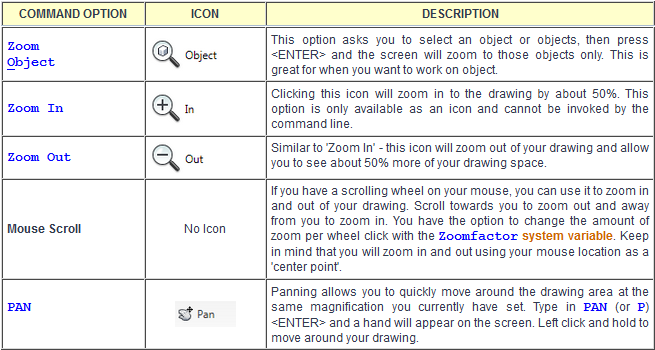 COMMAND OPTION ICON DESCRIPTION
Zoom
Object
Object
This option asks you to select an object or objects, then press
<ENTER> and the screen will zoom to those objects only. This is
great for when you want to work on object.
Zoom In
In
Clicking this icon will zoom in to the drawing by about 50%. This
option is only available as an icon and cannot be invoked by the
command line.
Zoom Out
Out
Similar to 'Zoom In' - this icon will zoom out of your drawing and allow
you to see about 50% more of your drawing space.
Mouse Scroll
No Icon
If you have a scrolling wheel on your mouse, you can use it to zoom in
and out of your drawing. Scroll towards you to zoom out and away
from you to zoom in. You have the option to change the amount of
zoom per wheel click with the Zoomfactor system variable. Keep
in mind that you will zoom in and out using your mouse location as a
'center point'.
PAN
Pan
Panning allows you to quickly move around the drawing area at the
same magnification you currently have set. Type in PAN (or P)
<ENTER> and a hand will appear on the screen. Left click and hold to
move around your drawing.